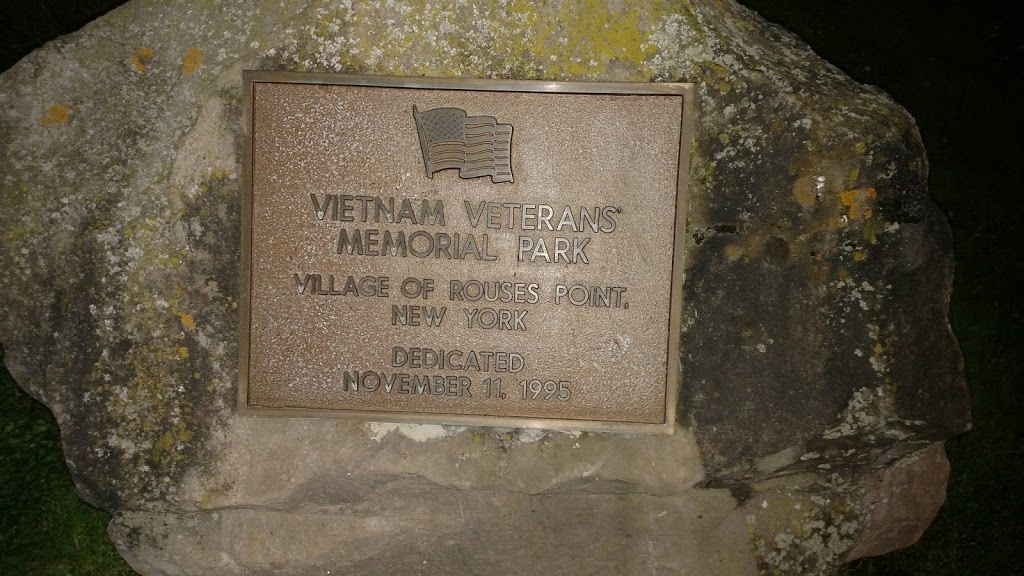 VIETNAM VETERANS'
MEMORIAL PARK
VILLAGE OF ROUSES POINT,
NEW YORK
DEDICATED
NOVEMBER 11, 1995